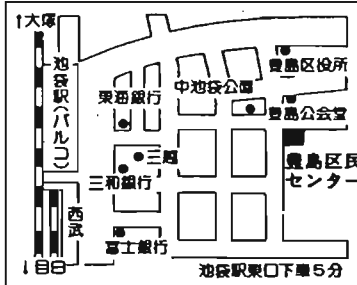 ↑大塚
池袋駅(パルコ)
東海銀行
中池袋公園
豊島区役所
豊島公会堂
三越
三和銀行
豊島区民
センター
西武
富士銀行
↓目白
池袋駅東口下車5分